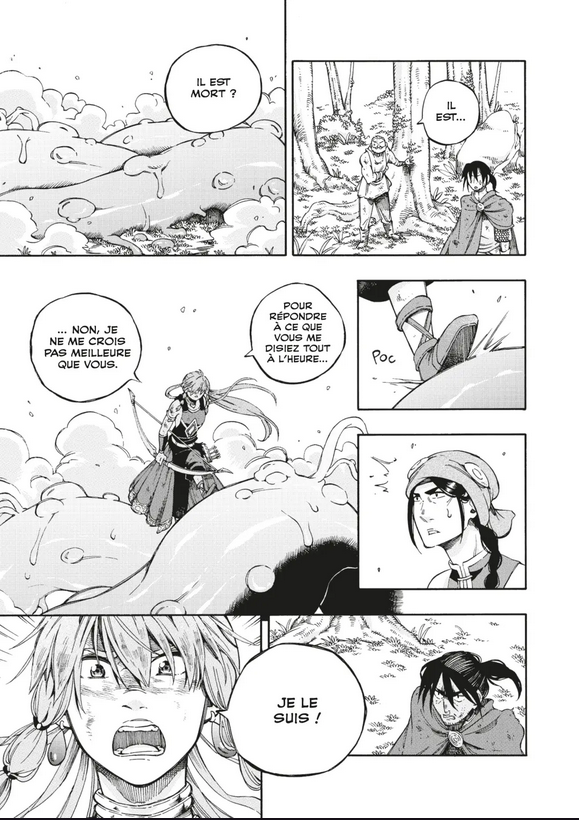 IL
EST...
IL EST
MORT ?
POC
POUR
RÉPONDRE
À CE QUE
VOUS ME
DISIEZ TOUT
À L'HEURE...
... NON, JE
NE ME CROIS
PAS MEILLEURE
QUE VOUS.
JE LE
SUIS !